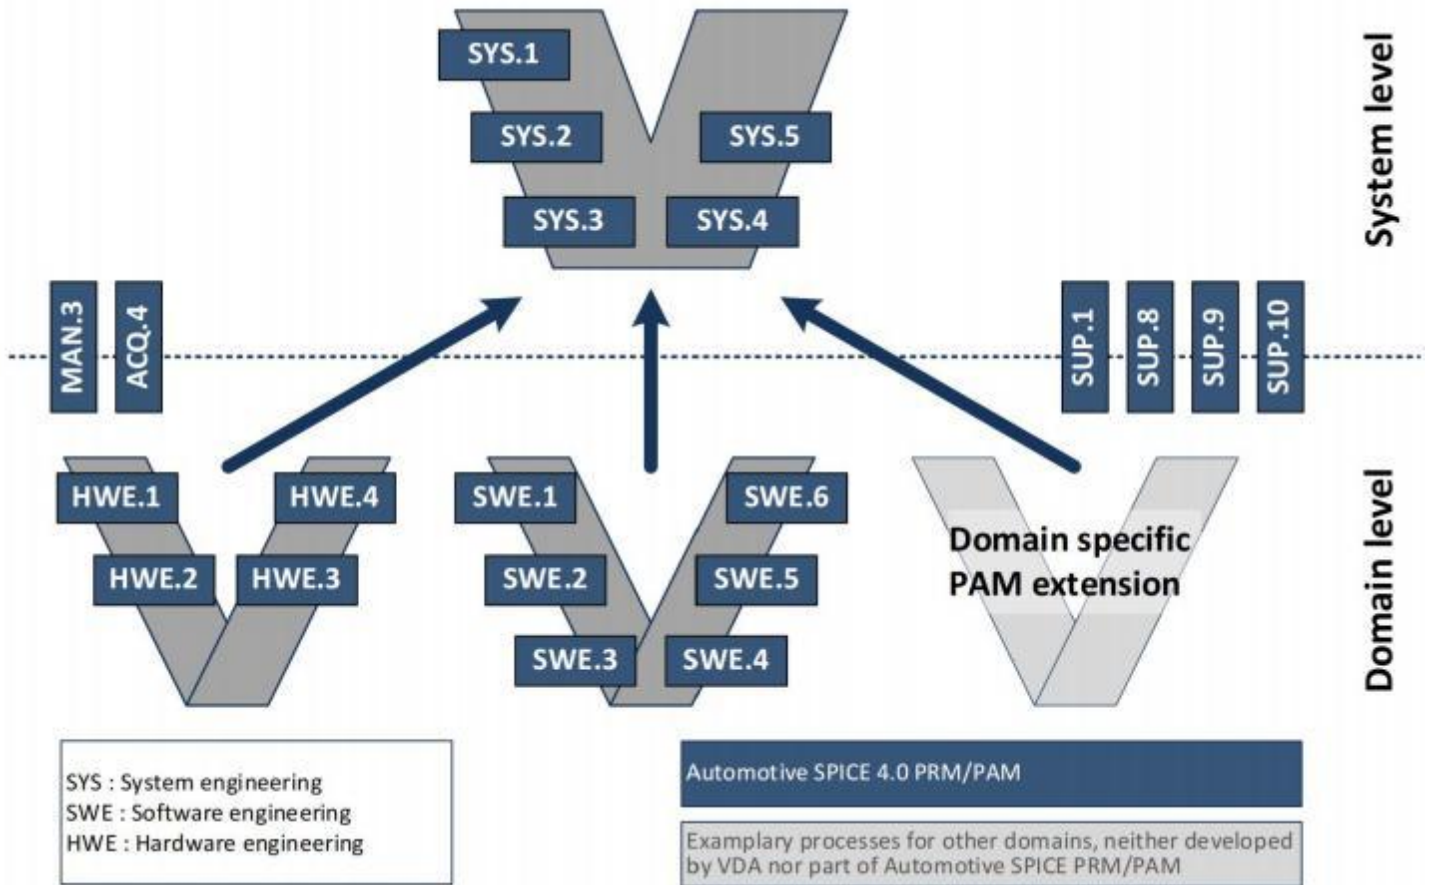 SYS.1
SYS.2
SYS.5
SYS.3
SYS.4
System level
MAN.3
ACQ.4
SUP.1
SUP.8
SUP.9
SUP.10
HWE.1
HWE.4
HWE.2
HWE.3
SWE.1
SWE.6
SWE.2
SWE.5
SWE.3
SWE.4
Domain specific
PAM extension
Domain level
SYS : System engineering
SWE : Software engineering
HWE : Hardware engineering
Automotive SPICE 4.0 PRM/PAM
Examplary processes for other domains, neither developed
by VDA nor part of Automotive SPICE PRM/PAM